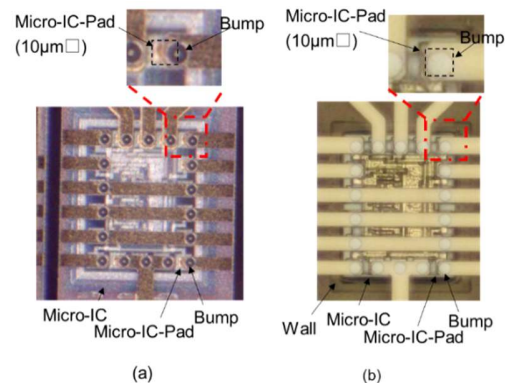 Micro-IC-Pad
(10μm□)
Bump
Micro-IC
Micro-IC-Pad
Bump
(a)
Micro-IC-Pad
(10μm□)
Bump
Wall
Micro-IC
Micro-IC-Pad
Bump
(b)